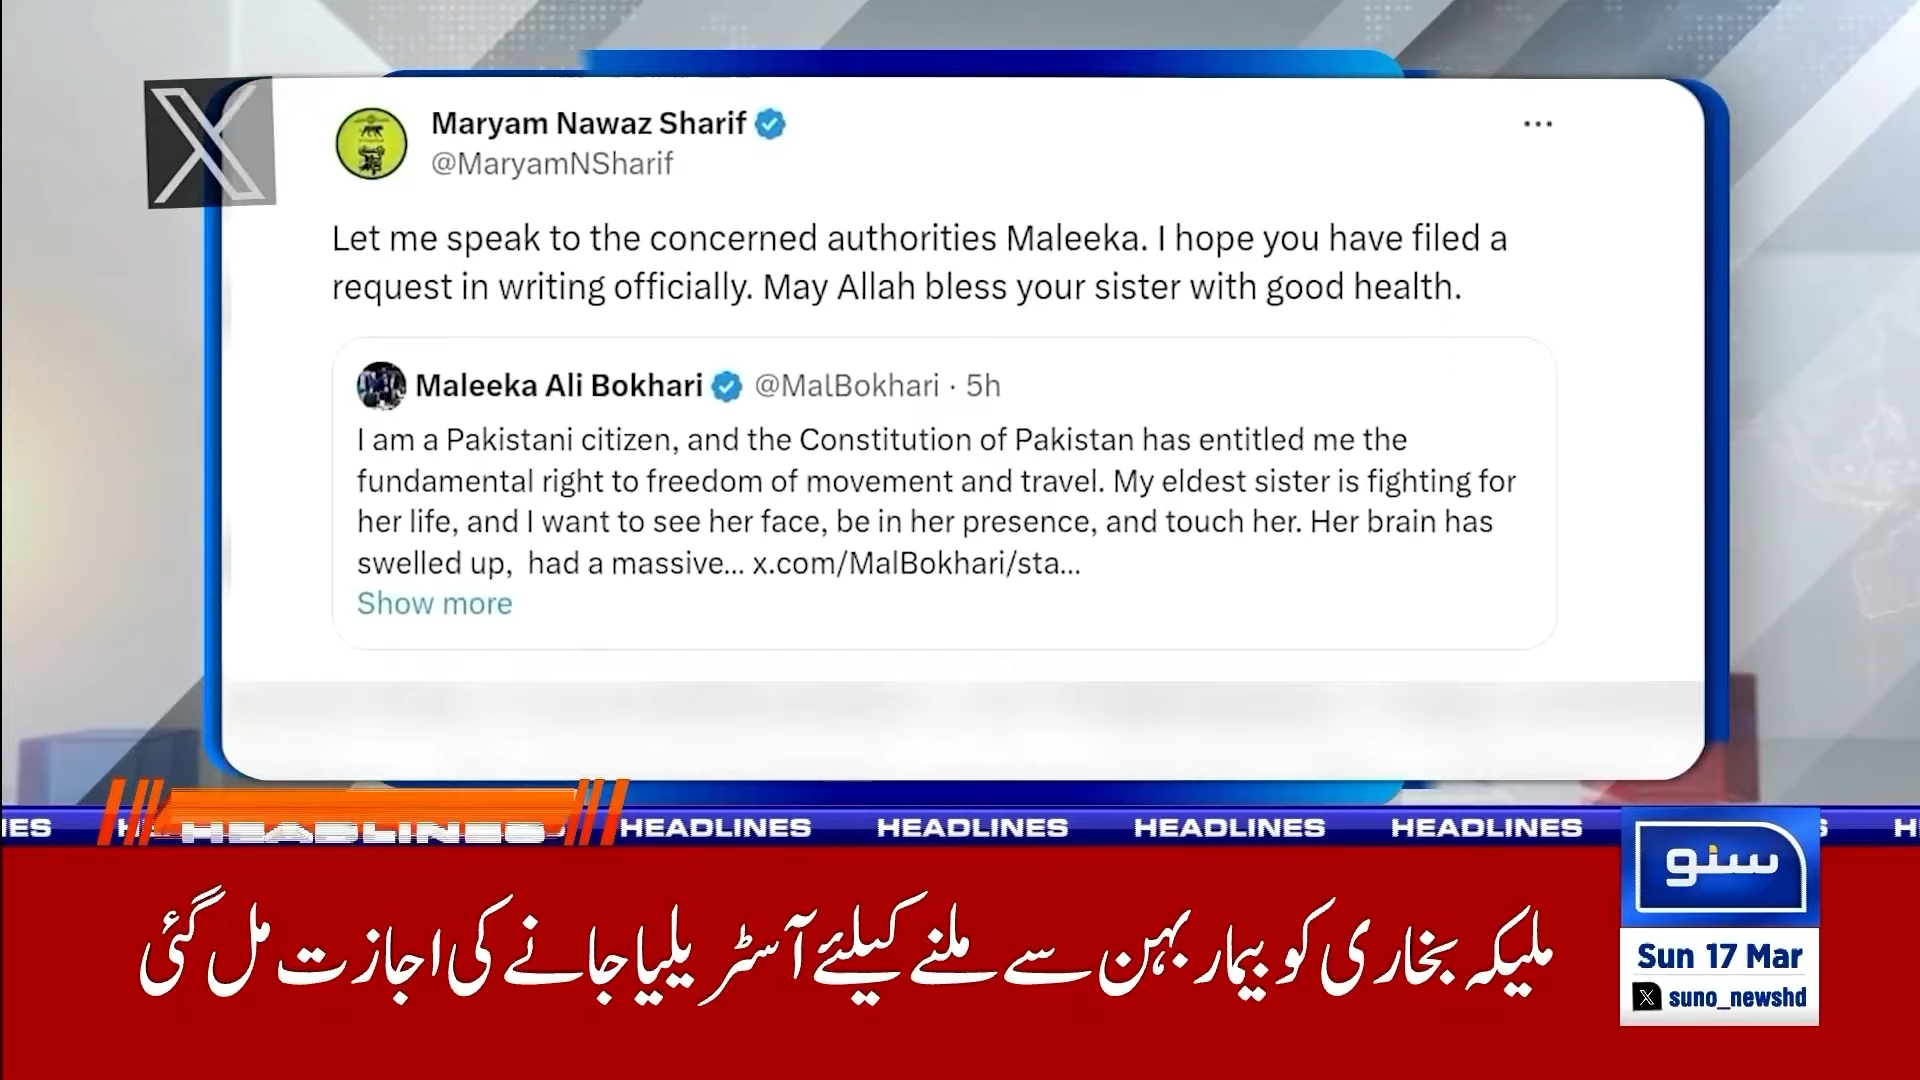 Maryam Nawaz Sharif
@MaryamNSharif
Let me speak to the concerned authorities Maleeka. I hope you have filed a
request in writing officially. May Allah bless your sister with good health.
Maleeka Ali Bokhari @MalBokhari · 5h
I am a Pakistani citizen, and the Constitution of Pakistan has entitled me the
fundamental right to freedom of movement and travel. My eldest sister is fighting for
her life, and I want to see her face, be in her presence, and touch her. Her brain has
swelled up, had a massive... x.com/MalBokhari/sta...
Show more
HEADLINES
HEADLINES HEADLINES HEADLINES HEADLINES
ملیکہ بخاری کو بیمار بہن سے ملنے کیلئے آسٹریلیا جانے کی اجازت مل گئی
سنو
Sun 17 Mar
suno_newshd